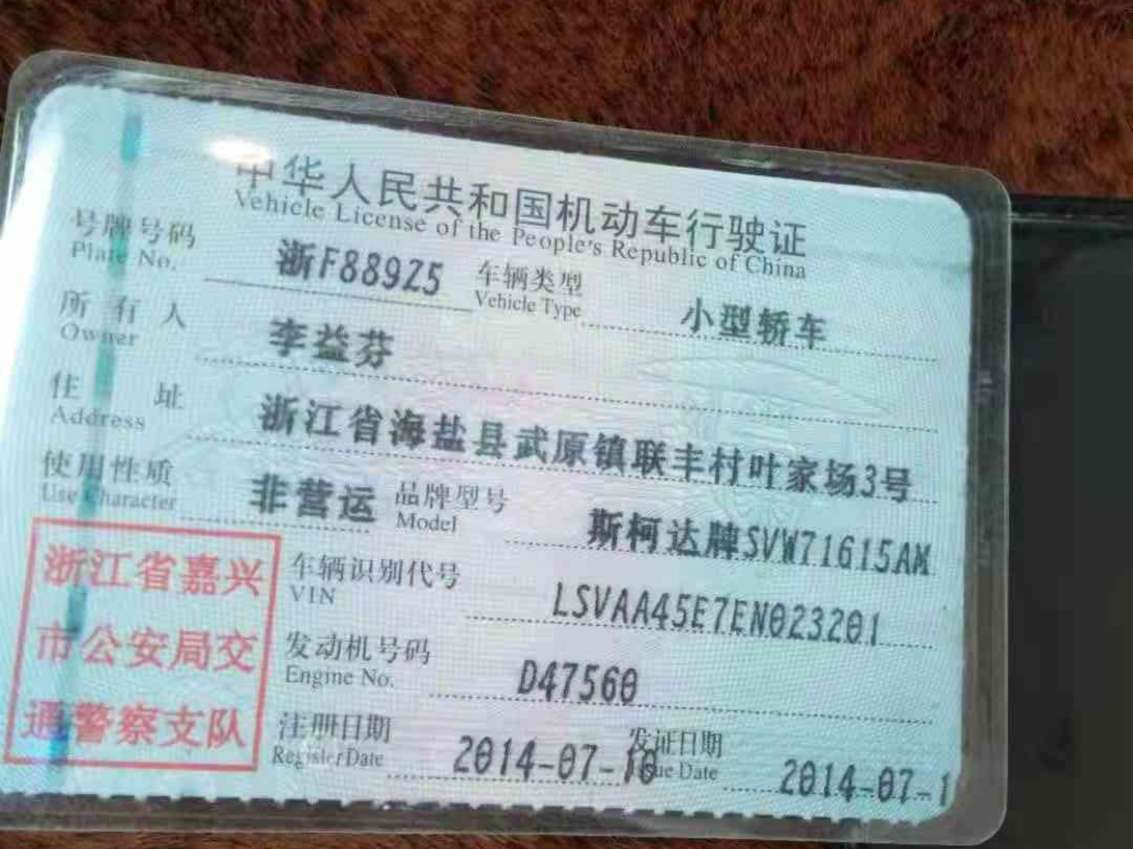 中华人民共和国机动车行驶证
Vehicle License of the People's Republic of China
号牌号码 浙F889Z5 车辆类型 小型轿车
Plate No. Vehicle Type
所有人 李益芬
Owner
住址 浙江省海盐县武原镇联丰村叶家场3号
Address
使用性质 非营运 品牌型号 斯柯达牌SVW71615AM
Use Character Model
浙江省嘉兴
市公安局交
通警察支队
车辆识别代号 LSVAA45E7EN023201
VIN
发动机号码 D47560
Engine No.
注册日期 2014-07-10 发证日期 2014-07-1
Register Date ue Date